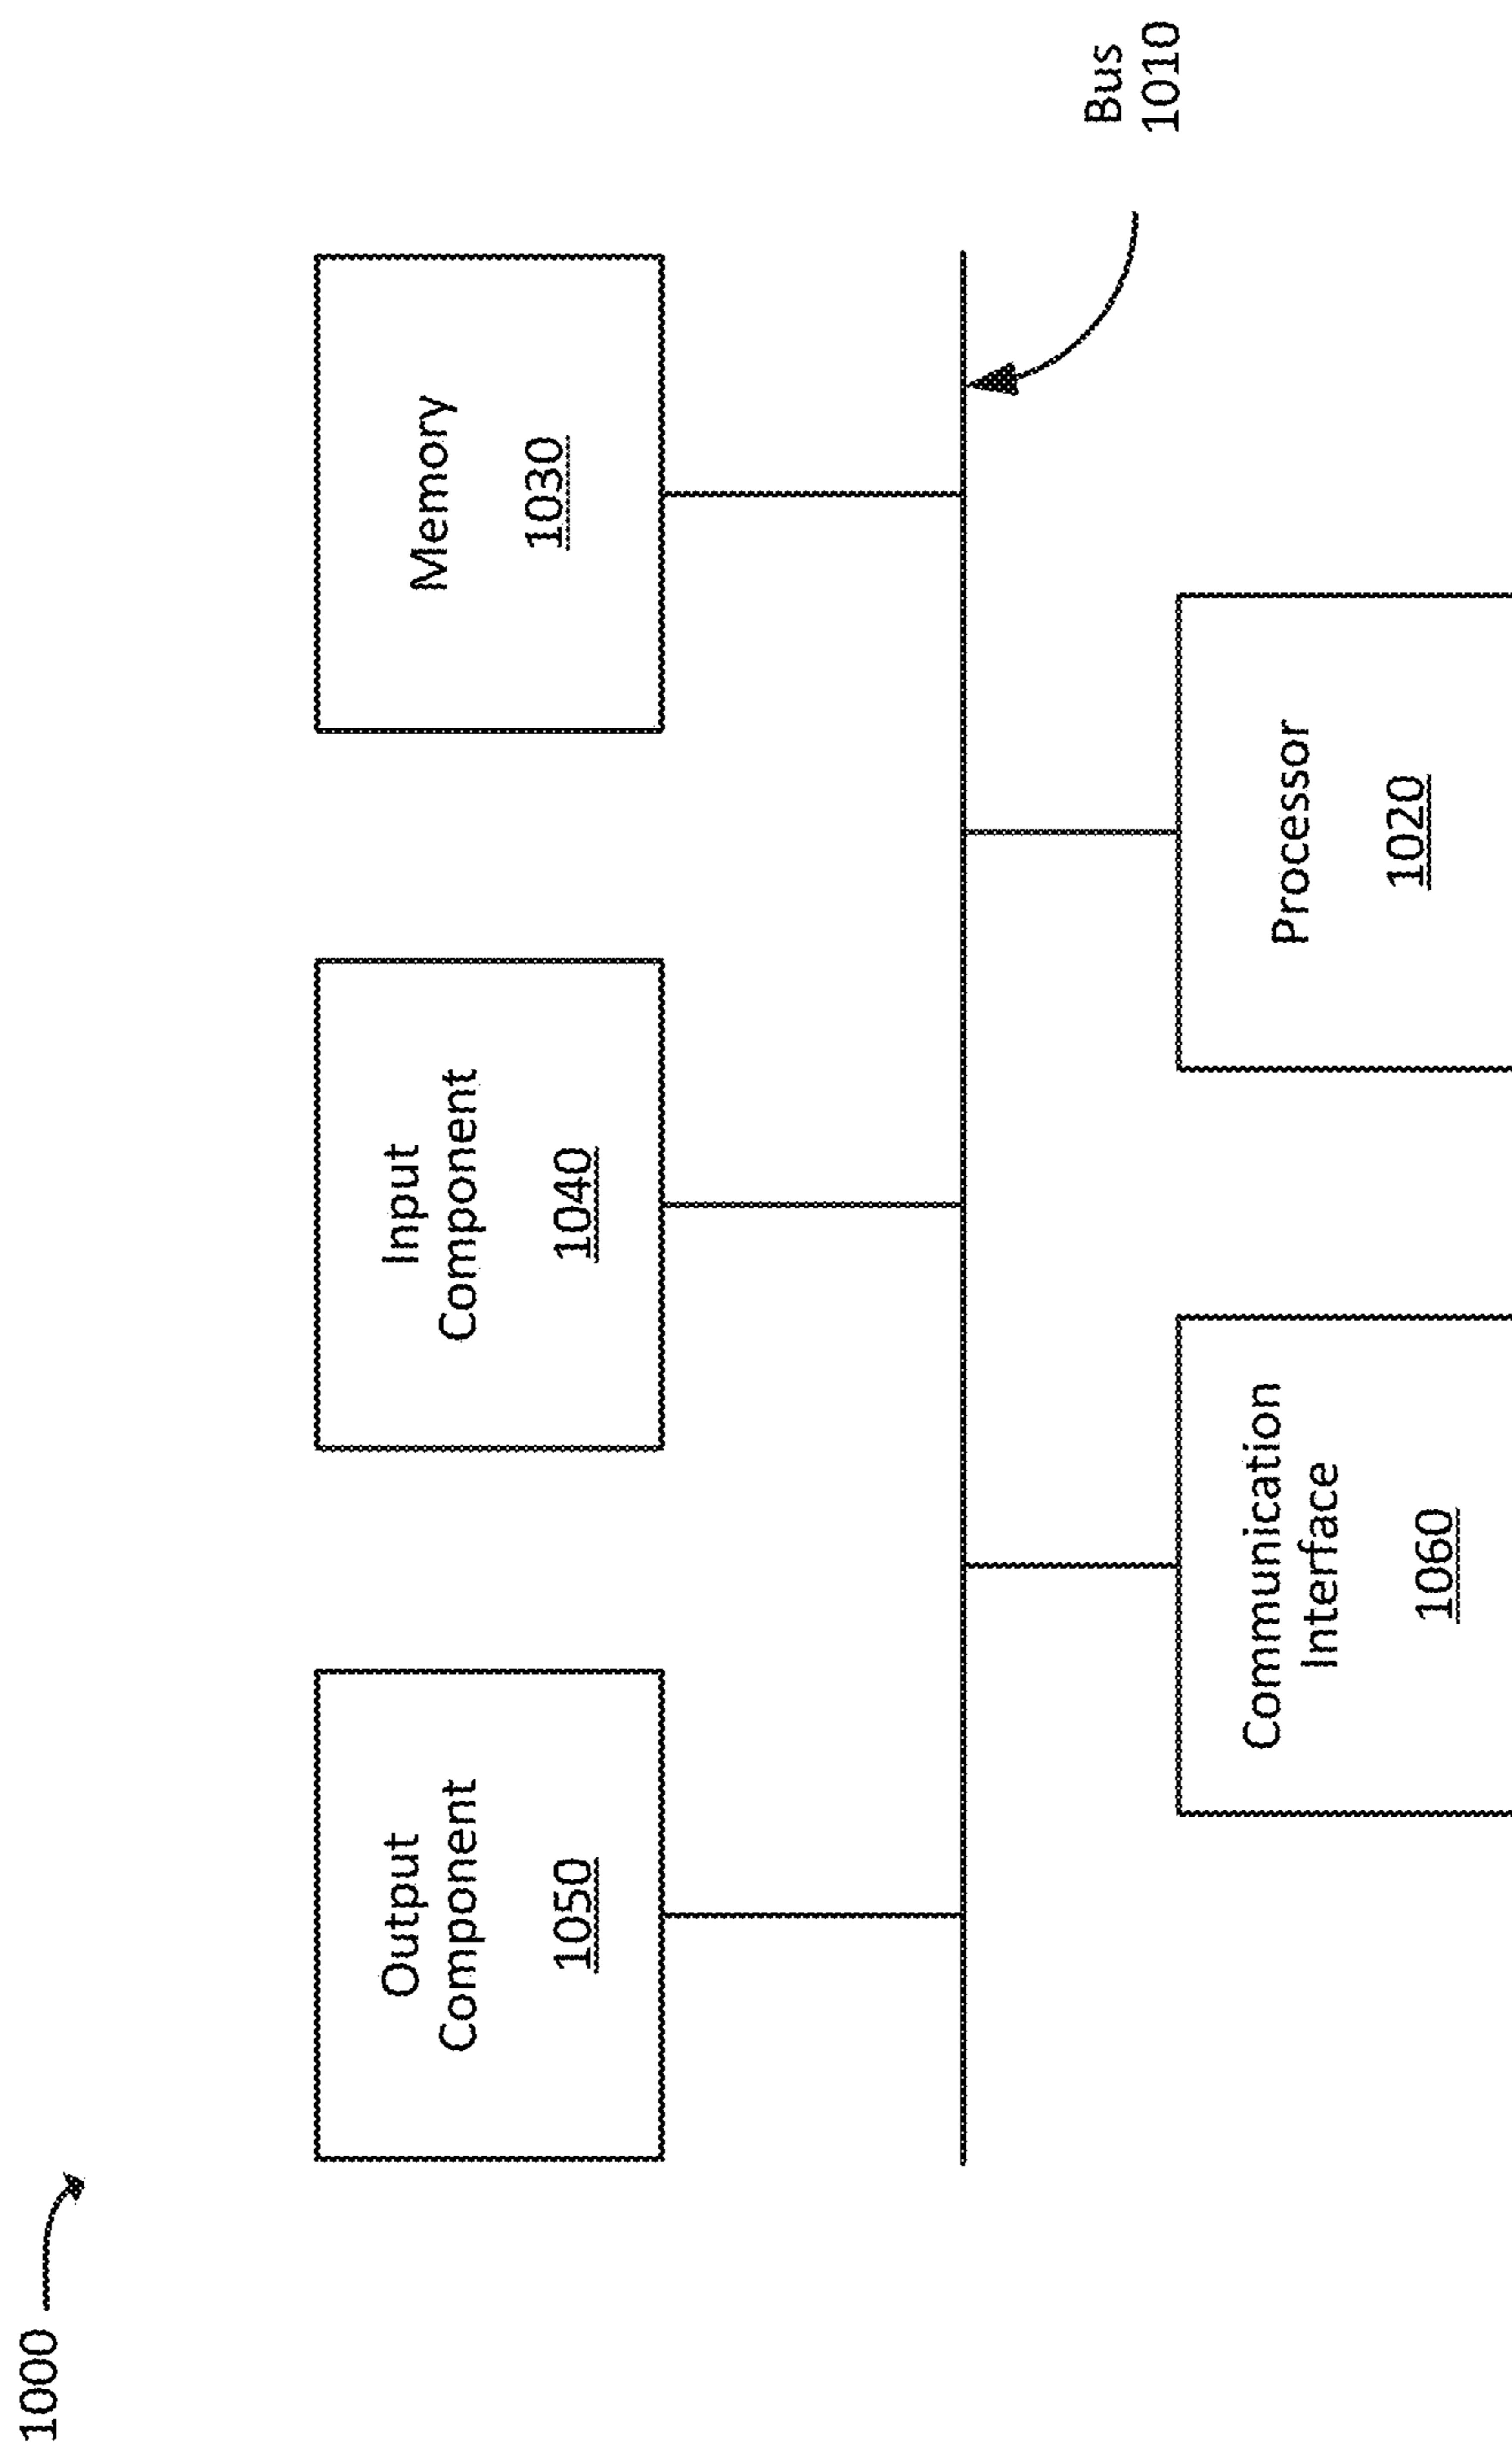 1000
Output
Component
1050
Input
Component
1040
Memory
1030
Bus
1010
Communication
Interface
1060
Processor
1020